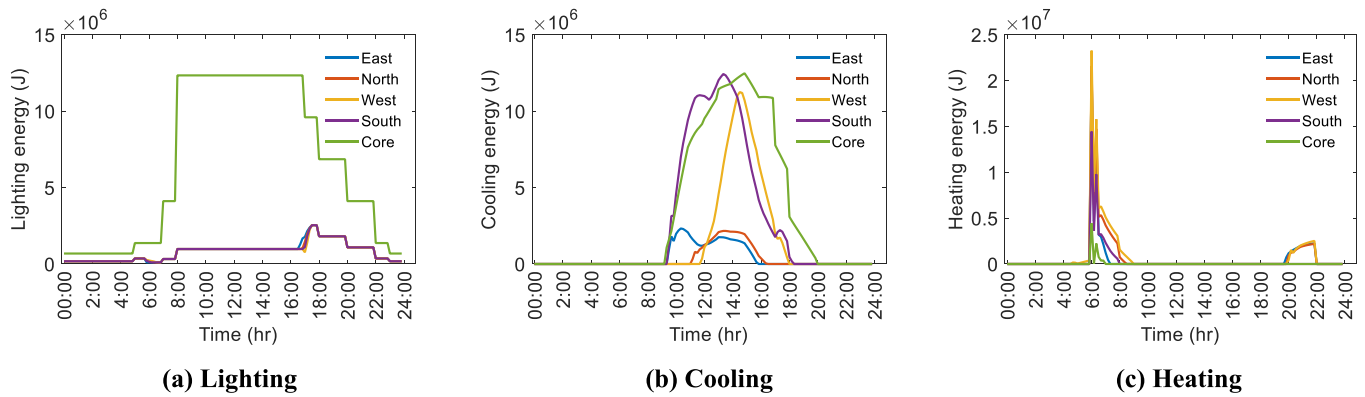 ×10⁶
15
10
5
0
Lighting energy (J)
East
North
West
South
Core
00:00
2:00
4:00
6:00
8:00
10:00
12:00
14:00
16:00
18:00
20:00
22:00
24:00
Time (hr)
(a) Lighting
×10⁶
15
10
5
0
Cooling energy (J)
East
North
West
South
Core
00:00
2:00
4:00
6:00
8:00
10:00
12:00
14:00
16:00
18:00
20:00
22:00
24:00
Time (hr)
(b) Cooling
×10⁷
2.5
2
1.5
1
0.5
0
Heating energy (J)
East
North
West
South
Core
00:00
2:00
4:00
6:00
8:00
10:00
12:00
14:00
16:00
18:00
20:00
22:00
24:00
Time (hr)
(c) Heating